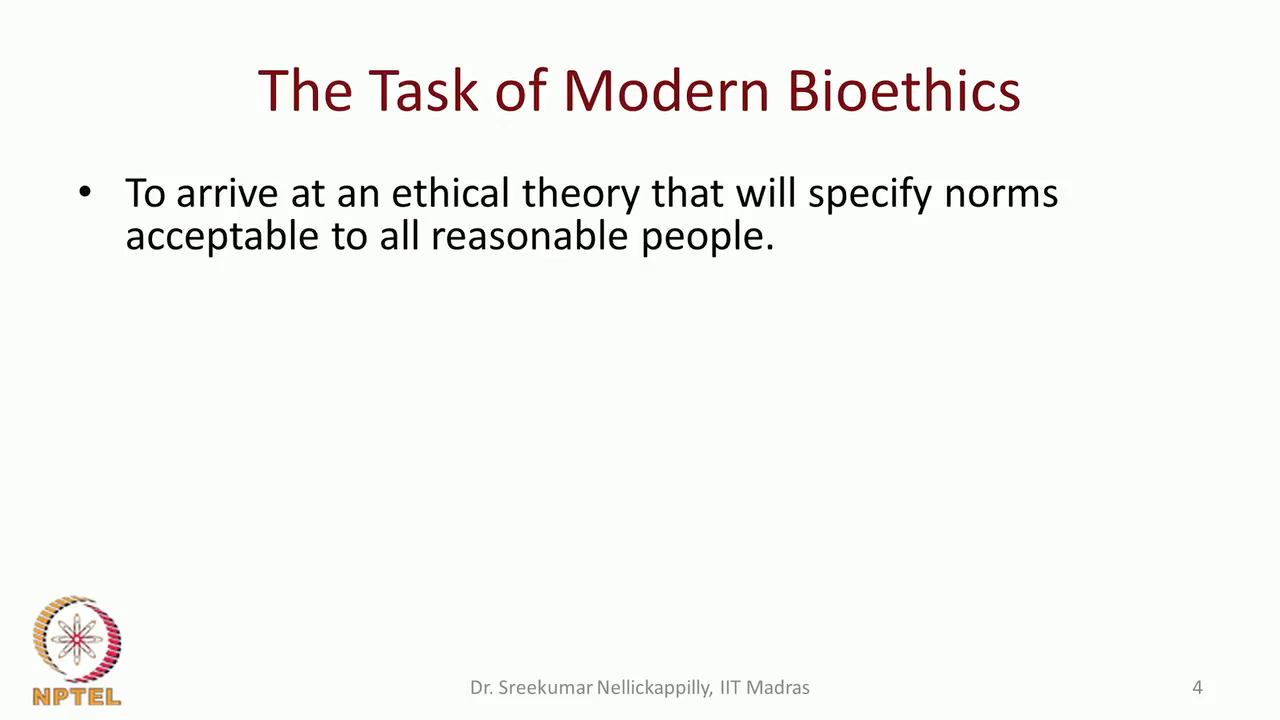 The Task of Modern Bioethics
• To arrive at an ethical theory that will specify norms
acceptable to all reasonable people.
NPTEL
Dr. Sreekumar Nellickappilly, IIT Madras
4